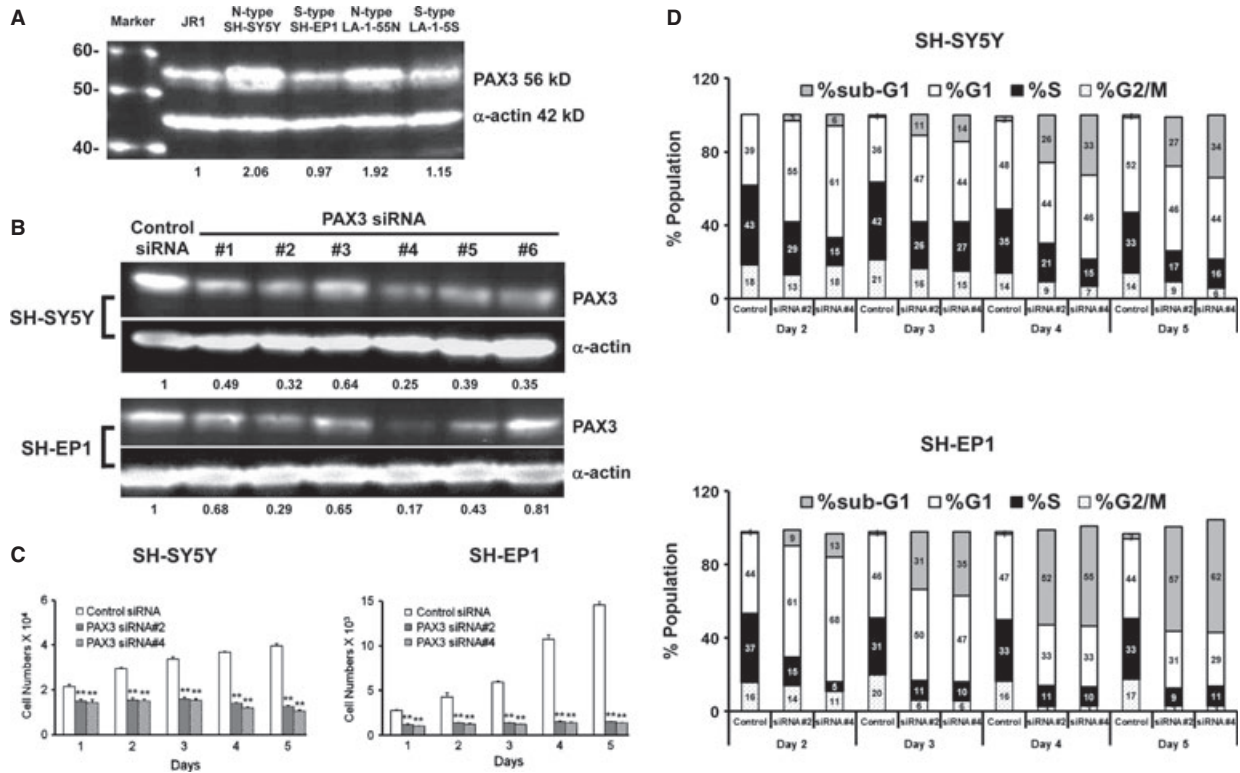 A
Marker JR1 N-type SH-SY5Y S-type SH-EP1 N-type LA-1-55N S-type LA-1-5S
60-
50-
40-
PAX3 56 kD
α-actin 42 kD
1 2.06 0.97 1.92 1.15
B
Control siRNA
PAX3 siRNA
#1 #2 #3 #4 #5 #6
SH-SY5Y
PAX3
α-actin
1 0.49 0.32 0.64 0.25 0.39 0.35
SH-EP1
PAX3
α-actin
1 0.68 0.29 0.65 0.17 0.43 0.81
C
SH-SY5Y
Cell Numbers X 10⁴
6
4
2
0
Control siRNA
PAX3 siRNA#2
PAX3 siRNA#4
** ** ** ** ** ** ** ** ** **
1 2 3 4 5
Days
SH-EP1
Cell Numbers X 10³
15
10
5
0
Control siRNA
PAX3 siRNA#2
PAX3 siRNA#4
** ** ** ** ** ** ** ** ** **
1 2 3 4 5
Days
D
SH-SY5Y
% Population
120
80
40
0
%sub-G1 %G1 %S %G2/M
39 43 18
55 29 13
6 61 15 18
36 42 21
11 47 26 16
14 44 27 15
48 35 14
26 44 21 9
33 46 15 7
52 33 14
27 46 17 9
34 44 16 6
Control siRNA#2 siRNA#4 Control siRNA#2 siRNA#4 Control siRNA#2 siRNA#4 Control siRNA#2 siRNA#4
Day 2 Day 3 Day 4 Day 5
SH-EP1
% Population
120
80
40
0
%sub-G1 %G1 %S %G2/M
44 37 16
9 61 15 14
13 68 5 11
46 31 20
31 50 11 6
35 47 10 6
47 33 16
52 33 11
55 33 10
44 33 17
57 31 9
62 29 11
Control siRNA#2 siRNA#4 Control siRNA#2 siRNA#4 Control siRNA#2 siRNA#4 Control siRNA#2 siRNA#4
Day 2 Day 3 Day 4 Day 5